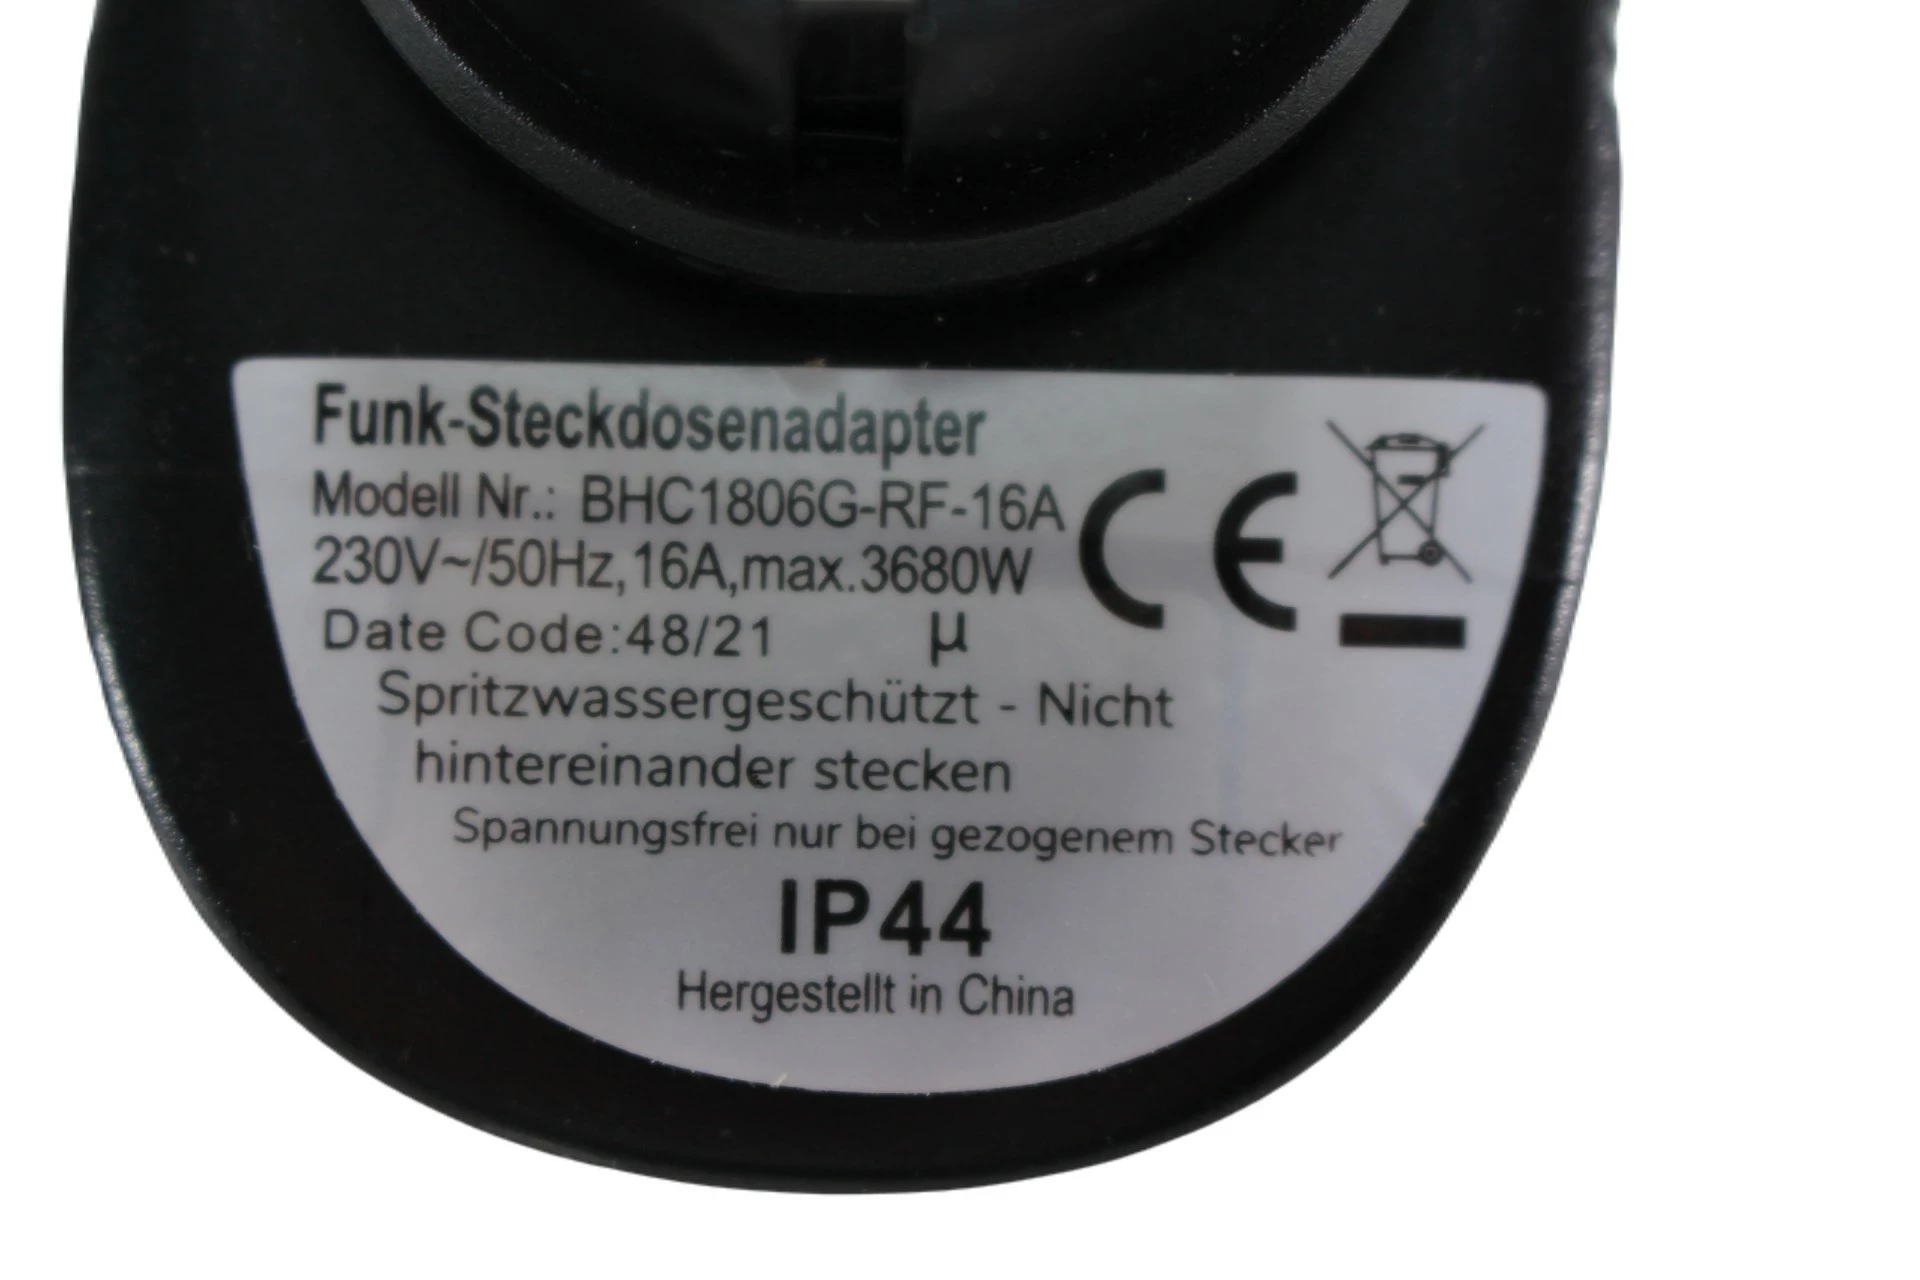 Funk-Steckdosenadapter
Modell Nr.: BHC1806G-RF-16A
230V~/50Hz,16A,max.3680W
CE
Date Code:48/21 µ
Spritzwassergeschützt - Nicht
hintereinander stecken
Spannungsfrei nur bei gezogenem Stecker
IP44
Hergestellt in China